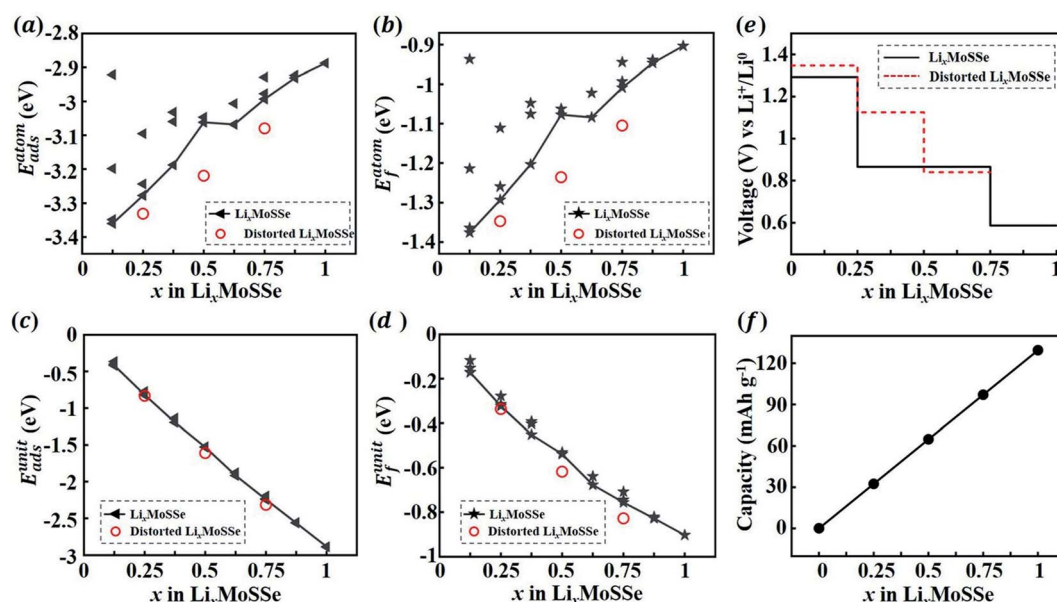 (a)
-2.9
-3
-3.1
-3.2
-3.3
-3.4
E_ads^atom (eV)
Li_xMoSSe
Distorted Li_xMoSSe
0 0.25 0.5 0.75 1
x in Li_xMoSSe
(b)
-0.9
-1
-1.1
-1.2
-1.3
-1.4
E_f^atom (eV)
Li_xMoSSe
Distorted Li_xMoSSe
0 0.25 0.5 0.75 1
x in Li_xMoSSe
(e)
1.4
1.2
1
0.8
0.6
Voltage (V) vs Li⁺/Li⁰
Li_xMoSSe
Distorted Li_xMoSSe
0 0.25 0.5 0.75 1
x in Li_xMoSSe
(c)
0
-0.5
-1
-1.5
-2
-2.5
-3
E_ads^unit (eV)
Li_xMoSSe
Distorted Li_xMoSSe
0 0.25 0.5 0.75 1
x in Li_xMoSSe
(d )
0
-0.2
-0.4
-0.6
-0.8
-1
E_f^unit (eV)
Li_xMoSSe
Distorted Li_xMoSSe
0 0.25 0.5 0.75 1
x in Li_xMoSSe
(f)
120
90
60
30
0
Capacity (mAh g⁻¹)
0 0.25 0.5 0.75 1
x in Li_xMoSSe